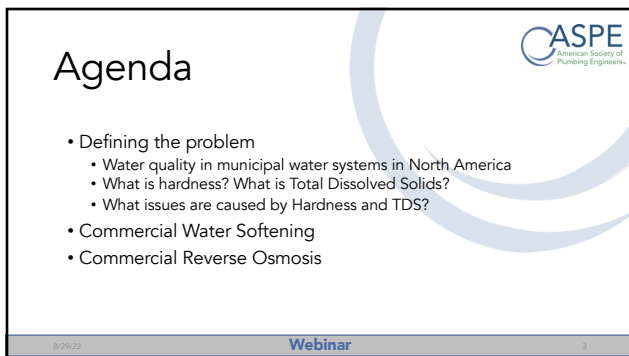 ASPE
American Society of
Plumbing Engineers
Agenda
• Defining the problem
• Water quality in municipal water systems in North America
• What is hardness? What is Total Dissolved Solids?
• What issues are caused by Hardness and TDS?
• Commercial Water Softening
• Commercial Reverse Osmosis
8/29/22
Webinar
3